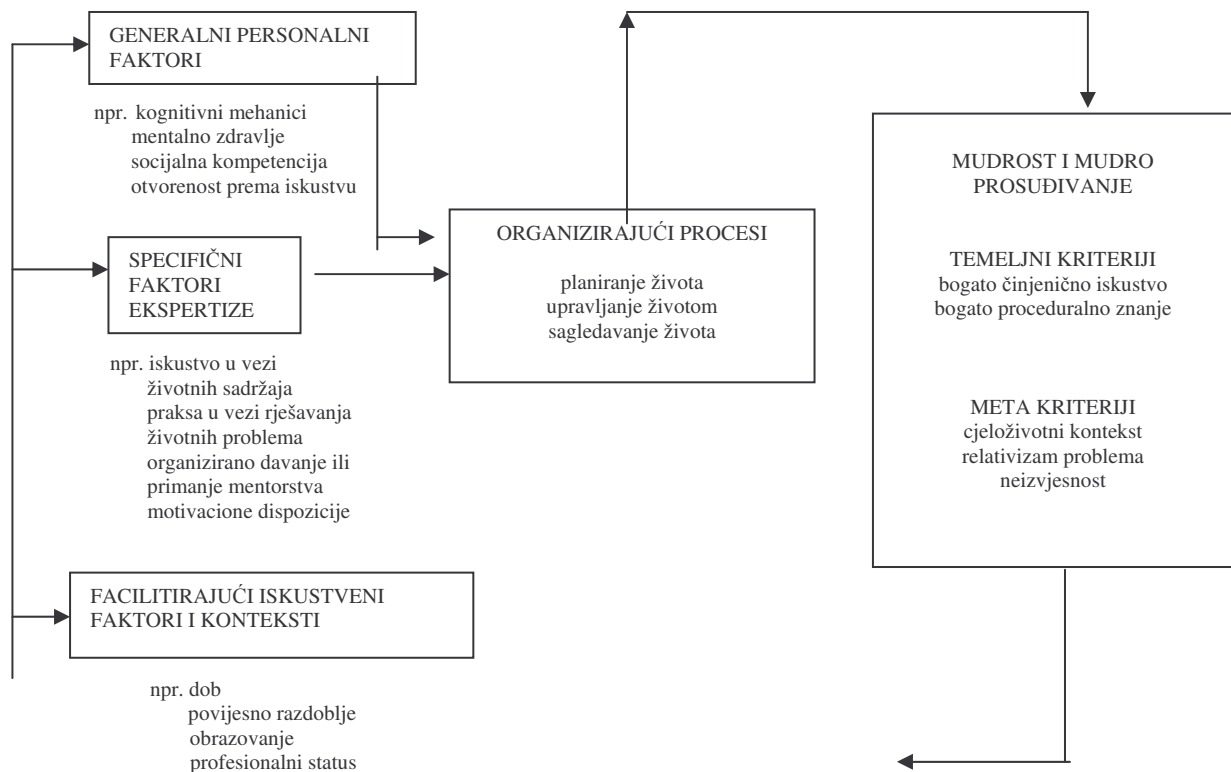 GENERALNI PERSONALNI
FAKTORI
npr. kognitivni mehanici
mentalno zdravlje
socijalna kompetencija
otvorenost prema iskustvu
SPECIFIČNI
FAKTORI
EKSPERTIZE
npr. iskustvo u vezi
životnih sadržaja
praksa u vezi rješavanja
životnih problema
organizirano davanje ili
primanje mentorstva
motivacione dispozicije
FACILITIRAJUĆI ISKUSTVENI
FAKTORI I KONTEKSTI
npr. dob
povijesno razdoblje
obrazovanje
profesionalni status
ORGANIZIRAJUĆI PROCESI
planiranje života
upravljanje životom
sagledavanje života
MUDROST I MUDRO
PROSUĐIVANJE
TEMELJNI KRITERIJI
bogato činjenično iskustvo
bogato proceduralno znanje
META KRITERIJI
cjeloživotni kontekst
relativizam problema
neizvjesnost